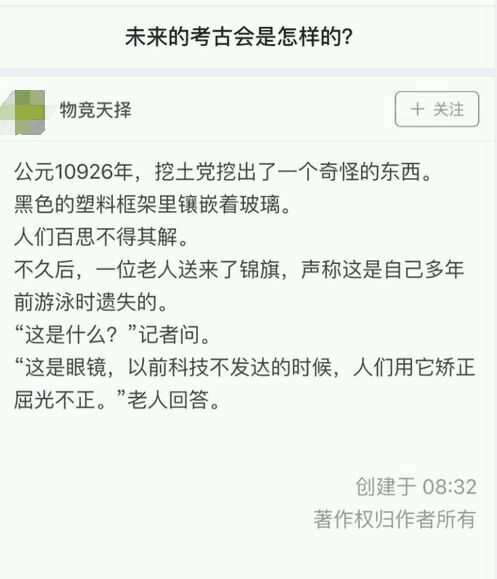 未来的考古会是怎样的?
物竞天择
+ 关注
公元10926年，挖土党挖出了一个奇怪的东西。
黑色的塑料框架里镶嵌着玻璃。
人们百思不得其解。
不久后，一位老人送来了锦旗，声称这是自己多年
前游泳时遗失的。
“这是什么？”记者问。
“这是眼镜，以前科技不发达的时候，人们用它矫正
屈光不正。”老人回答。
创建于 08:32
著作权归作者所有